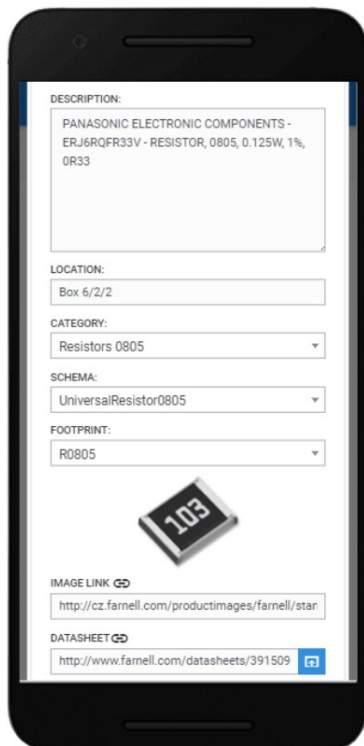 DESCRIPTION:
PANASONIC ELECTRONIC COMPONENTS -
ERJ6RQFR33V - RESISTOR, 0805, 0.125W, 1%,
0R33
LOCATION:
Box 6/2/2
CATEGORY:
Resistors 0805
SCHEMA:
UniversalResistor0805
FOOTPRINT:
R0805
103
IMAGE LINK
http://cz.farnell.com/productimages/farnell/stan
DATASHEET
http://www.farnell.com/datasheets/391509